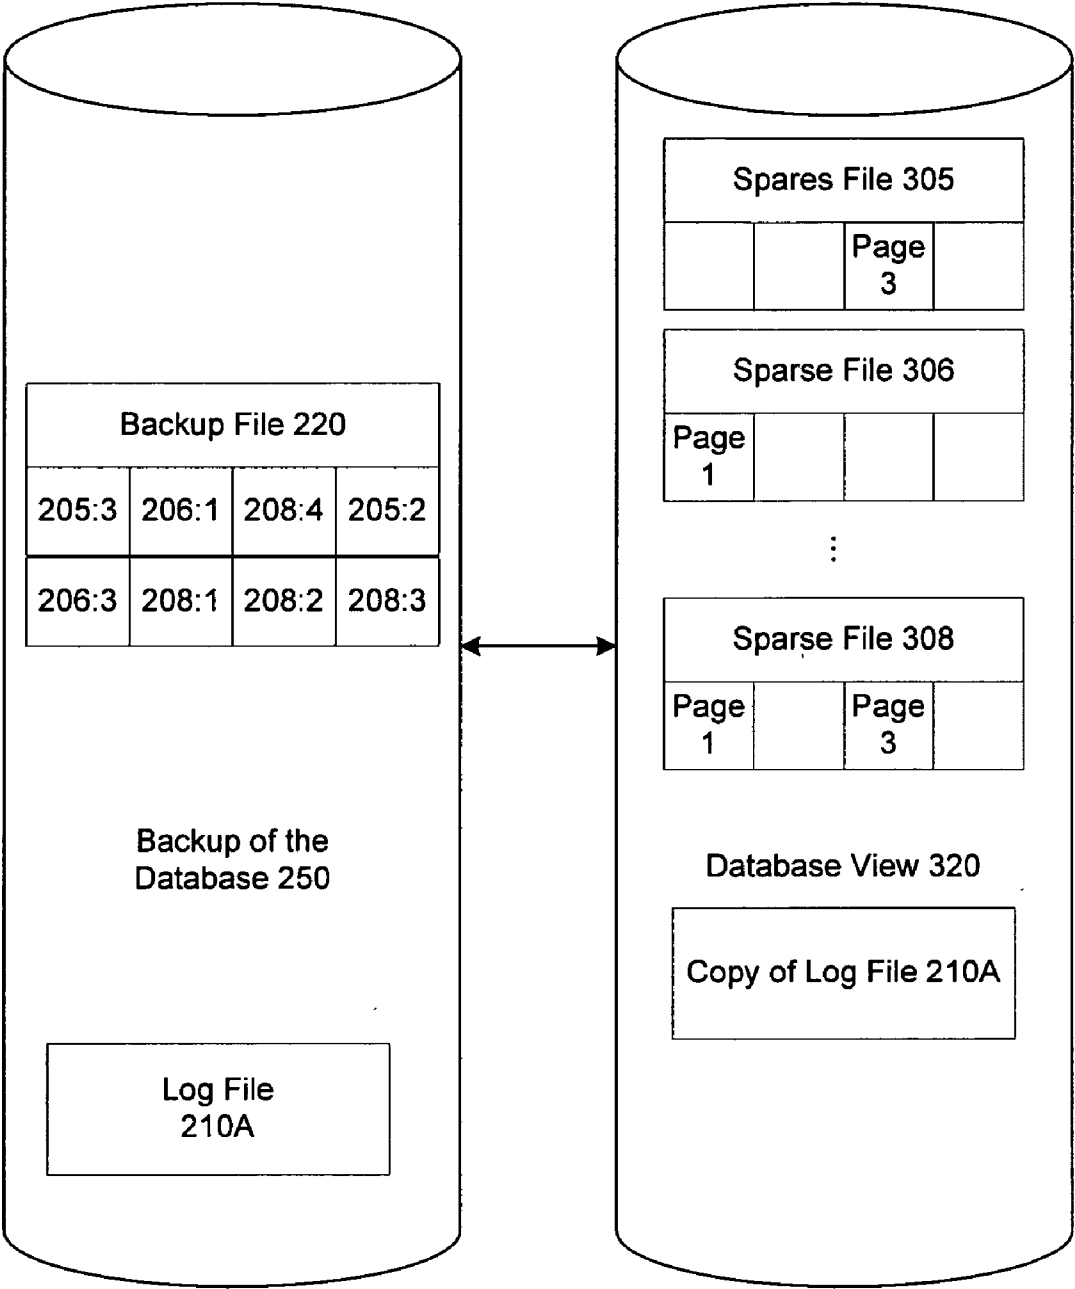 Backup File 220
205:3 206:1 208:4 205:2
206:3 208:1 208:2 208:3
Backup of the
Database 250
Log File
210A
Spares File 305
Page
3
Sparse File 306
Page
1
⋮
Sparse File 308
Page Page
1 3
Database View 320
Copy of Log File 210A